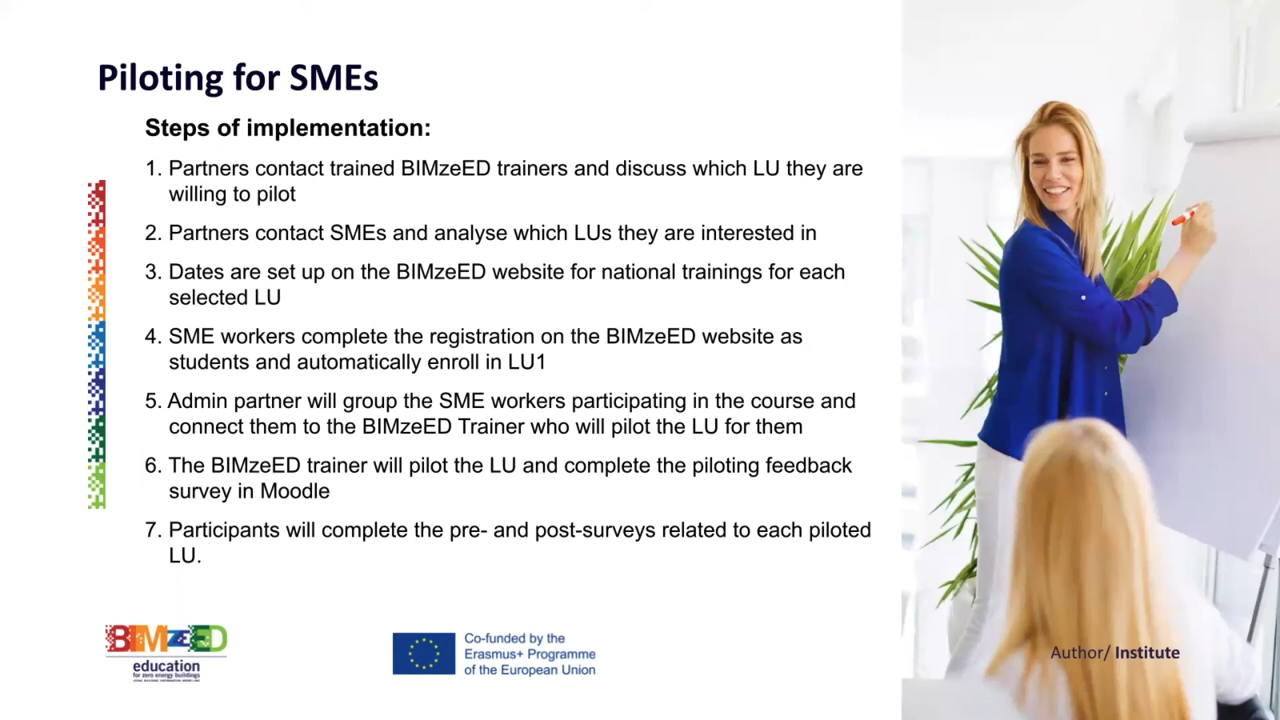 Piloting for SMEs
Steps of implementation:
1. Partners contact trained BIMzeED trainers and discuss which LU they are
willing to pilot
2. Partners contact SMEs and analyse which LUs they are interested in
3. Dates are set up on the BIMzeED website for national trainings for each
selected LU
4. SME workers complete the registration on the BIMzeED website as
students and automatically enroll in LU1
5. Admin partner will group the SME workers participating in the course and
connect them to the BIMzeED Trainer who will pilot the LU for them
6. The BIMzeED trainer will pilot the LU and complete the piloting feedback
survey in Moodle
7. Participants will complete the pre- and post-surveys related to each piloted
LU.
BIMzeED
education
for zero energy buildings
Co-funded by the
Erasmus+ Programme
of the European Union
Author/ Institute